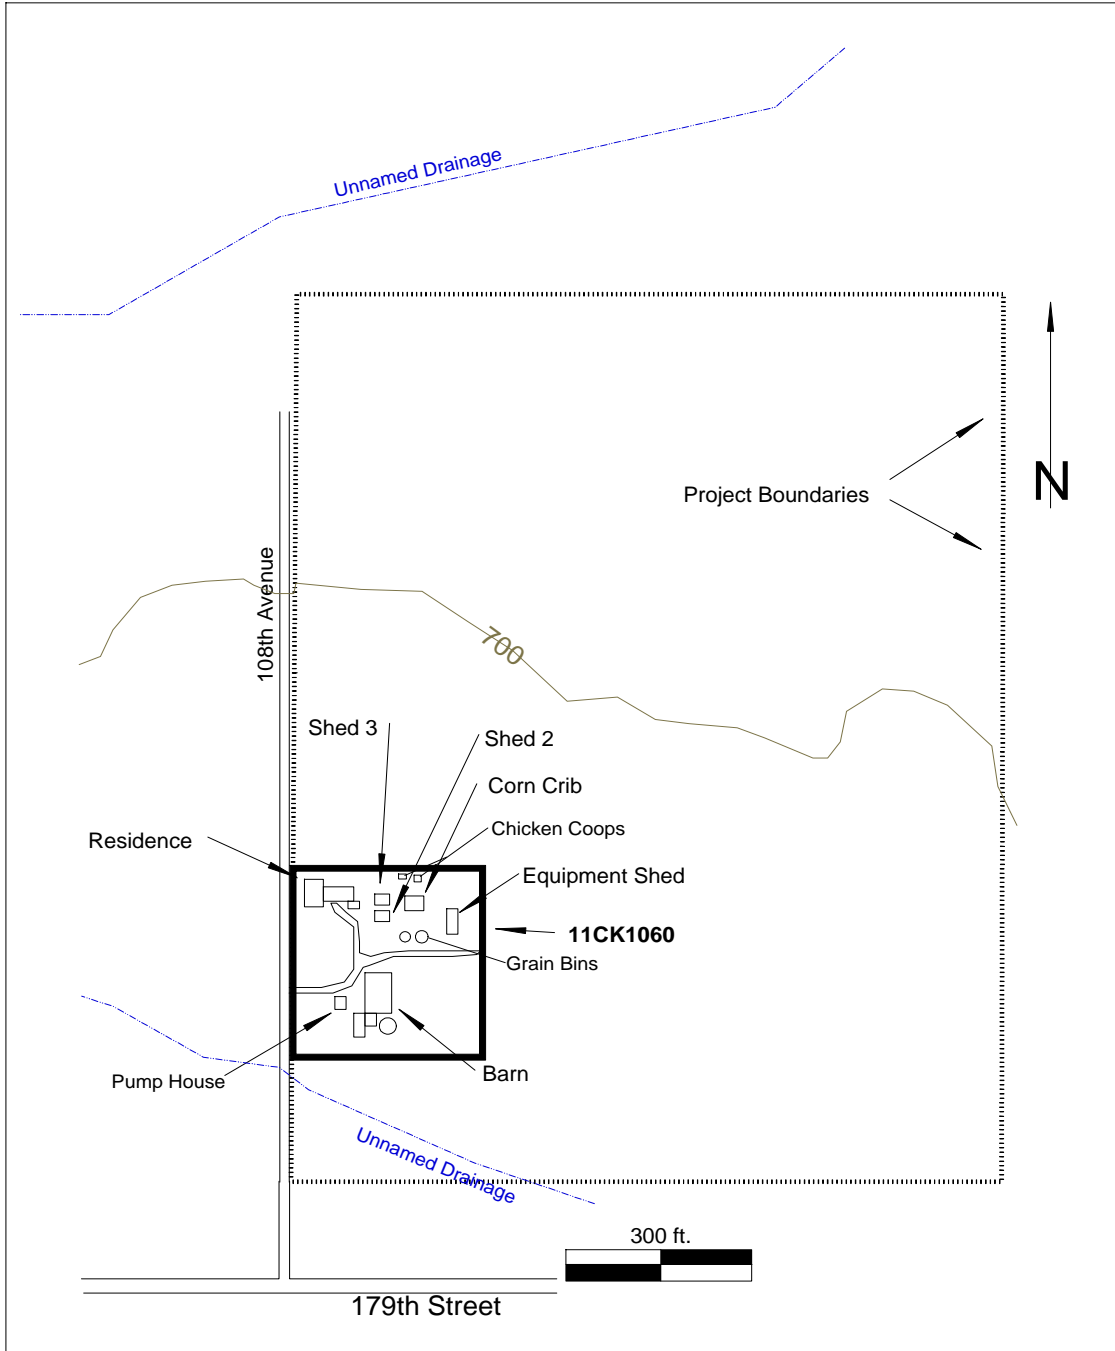 Unnamed Drainage
N
Project Boundaries
108th Avenue
700
Shed 3
Shed 2
Corn Crib
Chicken Coops
Residence
Equipment Shed
11CK1060
Grain Bins
Barn
Pump House
Unnamed Drainage
300 ft.
179th Street